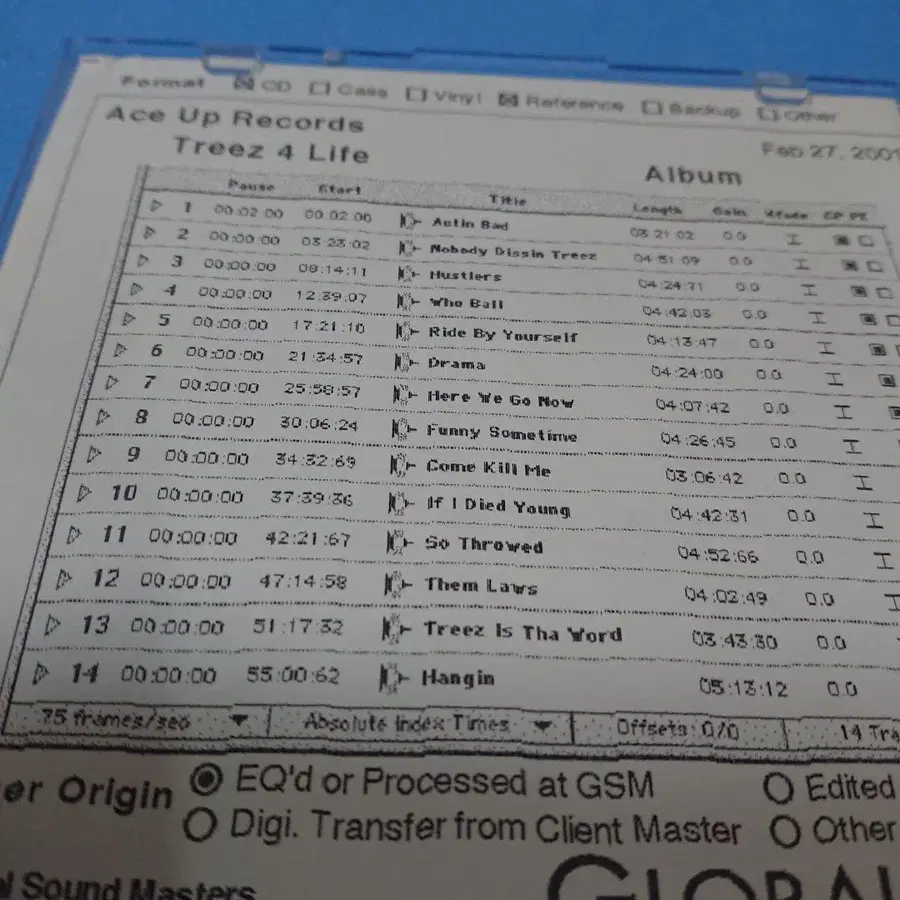 Format ☒ CD ☐ Cass ☐ Vinyl ☒ Reference ☐ Backup ☐ Other
Ace Up Records Feb 27, 2001
Treez 4 Life Album
Pause Start Title Length Gain Xfade CP PE
1 00:02:00 00:02:00 Actin Bad 03:21:02 0.0
2 00:00:00 03:23:02 Nobody Dissin Treez 04:51:09 0.0
3 00:00:00 08:14:11 Hustlers 04:24:71 0.0
4 00:00:00 12:39:07 Who Ball 04:42:03 0.0
5 00:00:00 17:21:10 Ride By Yourself 04:13:47 0.0
6 00:00:00 21:34:57 Drama 04:24:00 0.0
7 00:00:00 25:58:57 Here We Go Now 04:07:42 0.0
8 00:00:00 30:06:24 Funny Sometime 04:26:45 0.0
9 00:00:00 34:32:69 Come Kill Me 03:06:42 0.0
10 00:00:00 37:39:36 If I Died Young 04:42:31 0.0
11 00:00:00 42:21:67 So Throwed 04:52:66 0.0
12 00:00:00 47:14:58 Them Laws 04:02:49 0.0
13 00:00:00 51:17:32 Treez Is Tha Word 03:43:30 0.0
14 00:00:00 55:00:62 Hangin 05:13:12 0.0
75 frames/sec Absolute Index Times Offsets: 0/0 14 Tra
er Origin EQ'd or Processed at GSM Edited
Digi. Transfer from Client Master Other
l Sound Masters GLOBAL